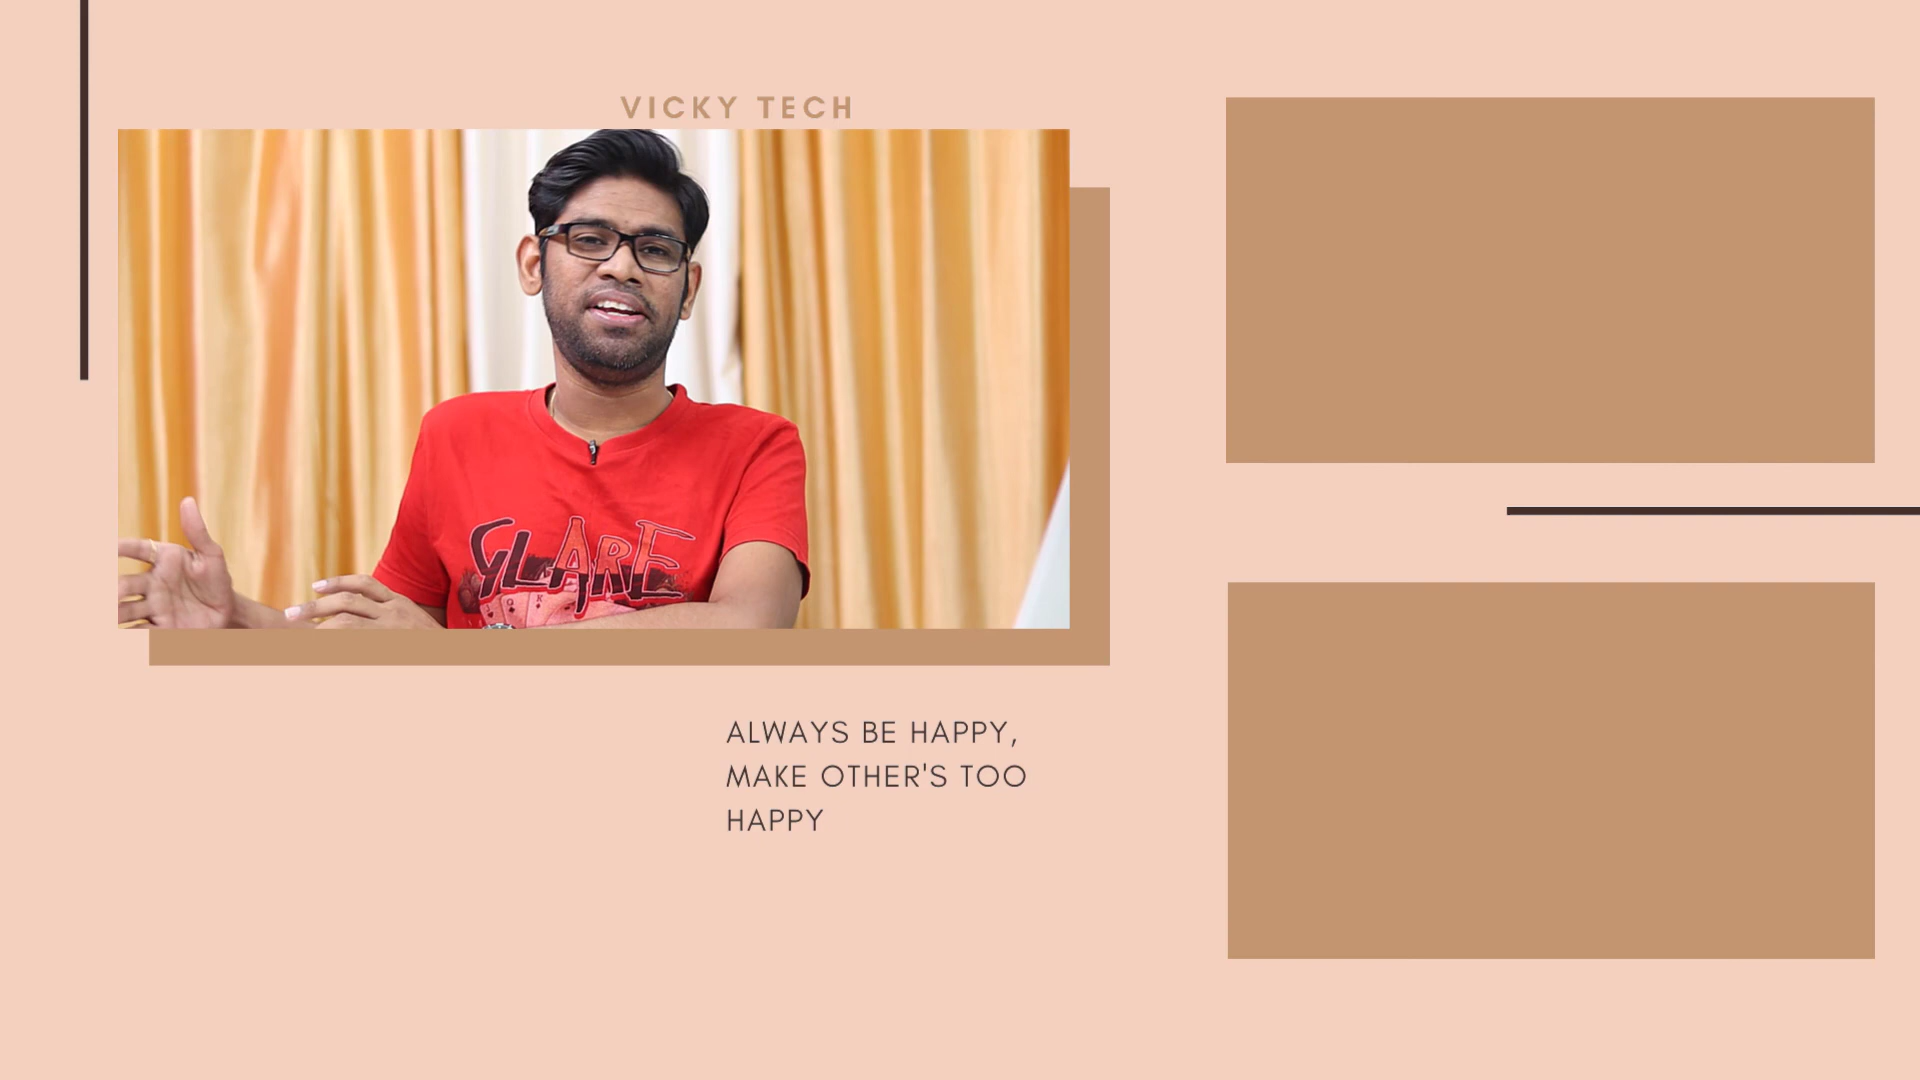 VICKY TECH
GLARE
Q
K
ALWAYS BE HAPPY,
MAKE OTHER'S TOO
HAPPY